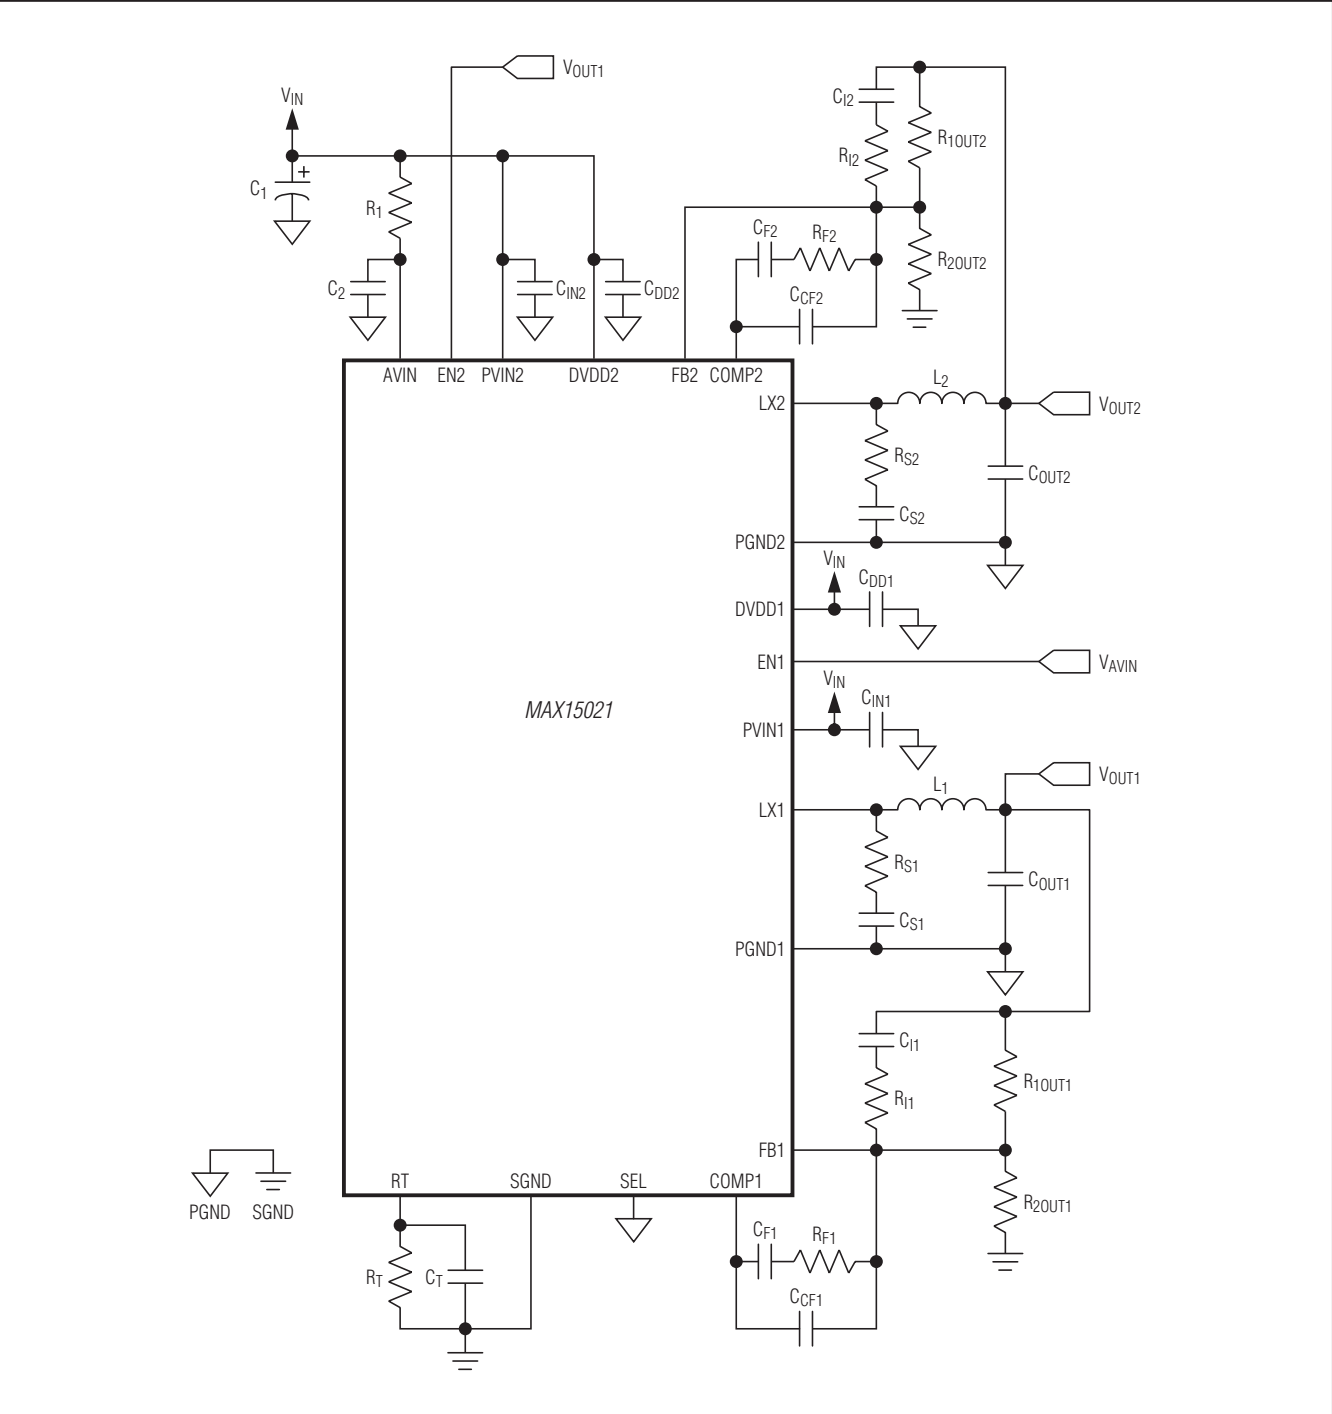 VOUT1
VIN
CI2
R1OUT2
RI2
C1
+
R1
CF2
RF2
R2OUT2
C2
CIN2
CDD2
CCF2
AVIN
EN2
PVIN2
DVDD2
FB2
COMP2
LX2
L2
VOUT2
RS2
COUT2
CS2
PGND2
VIN
CDD1
DVDD1
EN1
VAVIN
VIN
CIN1
MAX15021
PVIN1
VOUT1
L1
LX1
RS1
COUT1
CS1
PGND1
CI1
R1OUT1
RI1
FB1
RT
SGND
SEL
COMP1
R2OUT1
PGND
SGND
CF1
RF1
RT
CT
CCF1